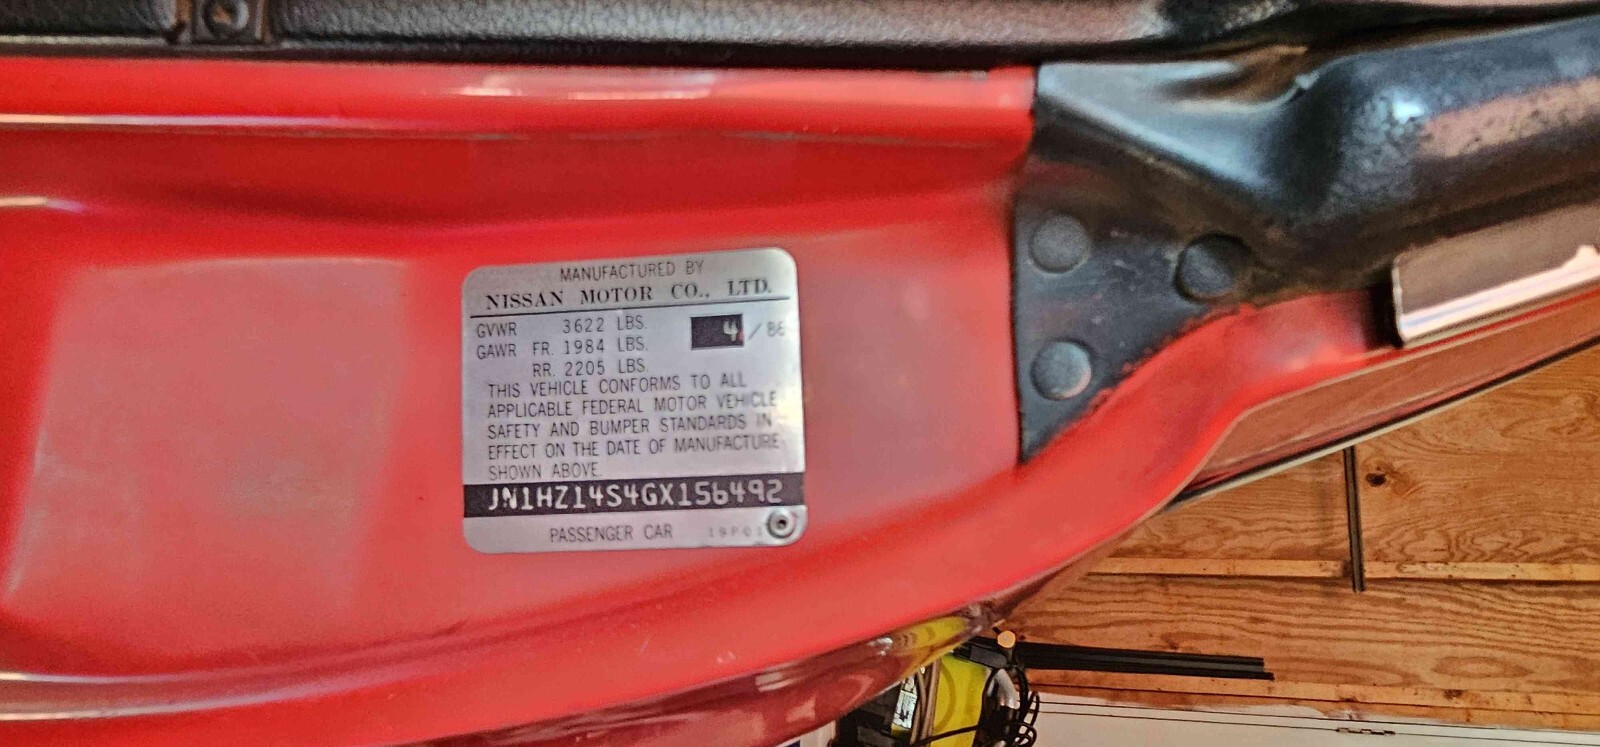 MANUFACTURED BY
NISSAN MOTOR CO., LTD.
GVWR 3622 LBS. 4 / 86
GAWR FR. 1984 LBS.
RR. 2205 LBS.
THIS VEHICLE CONFORMS TO ALL
APPLICABLE FEDERAL MOTOR VEHICLE
SAFETY AND BUMPER STANDARDS IN
EFFECT ON THE DATE OF MANUFACTURE
SHOWN ABOVE.
JN1HZ14S4GX156492
PASSENGER CAR